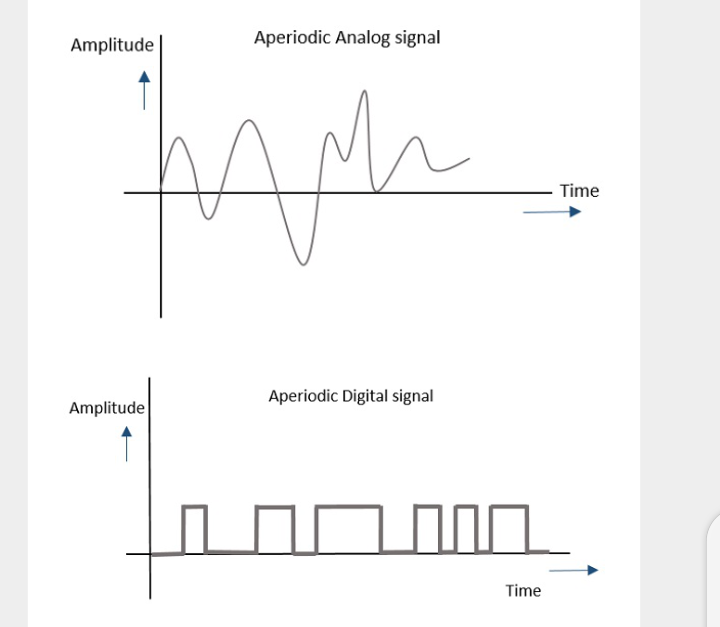 Aperiodic Analog signal
Amplitude
Time
Aperiodic Digital signal
Amplitude
Time